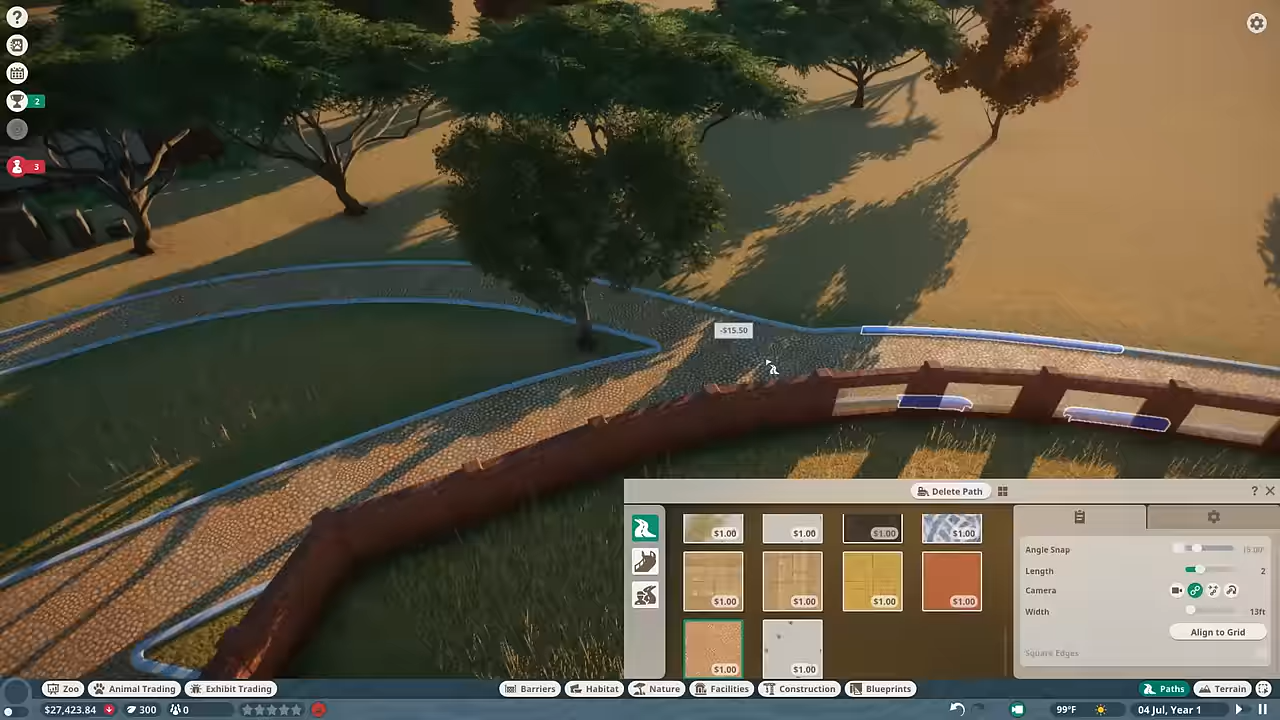 ?
2
3
-$15.50
Delete Path
?
$1.00 $1.00 $1.00 $1.00
$1.00 $1.00 $1.00 $1.00
$1.00 $1.00
Angle Snap
Length 2
Camera
Width 13ft
Align to Grid
Square Edges
Zoo Animal Trading Exhibit Trading Barriers Habitat Nature Facilities Construction Blueprints Paths Terrain
$27,423.84 300 0 99°F 04 Jul, Year 1